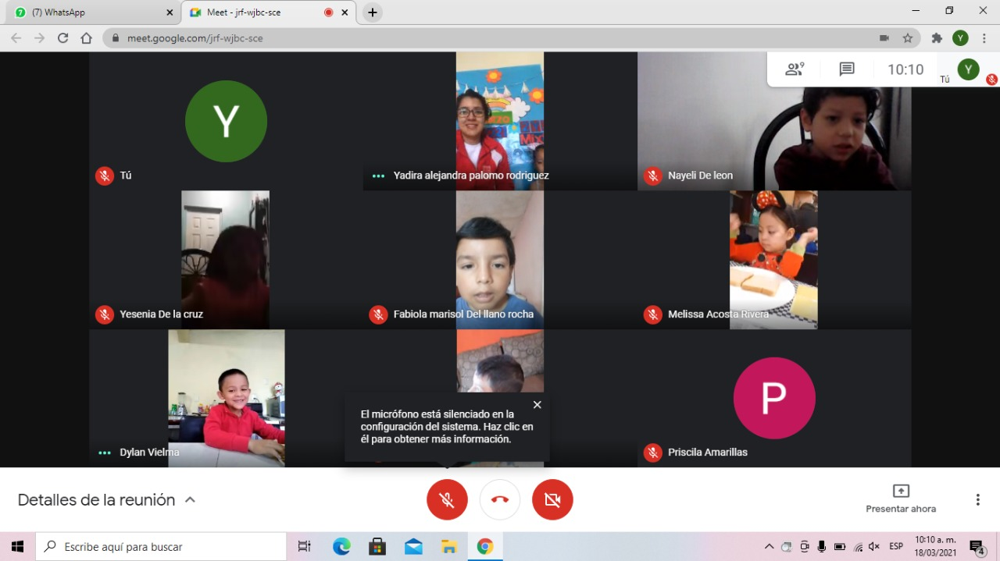 (7) WhatsApp
Meet - jrf-wjbc-sce
meet.google.com/jrf-wjbc-sce
Y
9
10:10
Tú
Y
Y
Tú
Yadira alejandra palomo rodriguez
Nayeli De leon
Yesenia De la cruz
Fabiola marisol Del llano rocha
Melissa Acosta Rivera
Dylan Vielma
El micrófono está silenciado en la
configuración del sistema. Haz clic en
él para obtener más información.
P
Priscila Amarillas
Detalles de la reunión
Presentar ahora
Escribe aquí para buscar
ESP
10:10 a. m.
18/03/2021
4